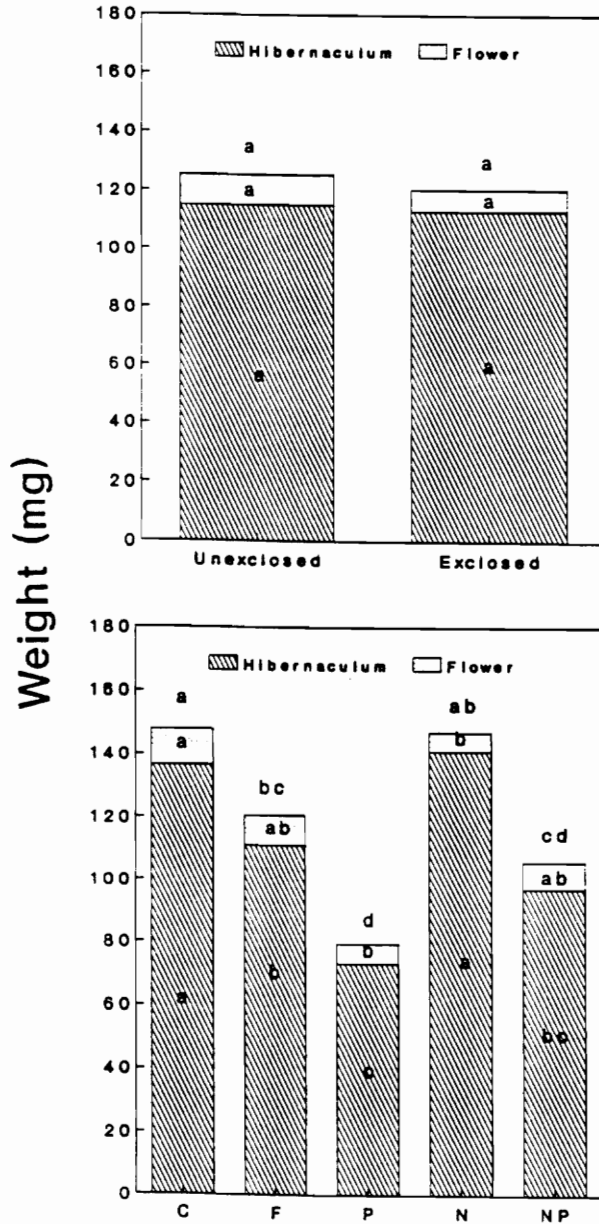 Weight (mg)
180
160
140
120
100
80
60
40
20
0
Hibernaculum Flower
a a
a a
a a
Unexclosed Exclosed
180
160
140
120
100
80
60
40
20
0
Hibernaculum Flower
a bc d ab cd
a ab b b ab
a b a bc
C F P N NP